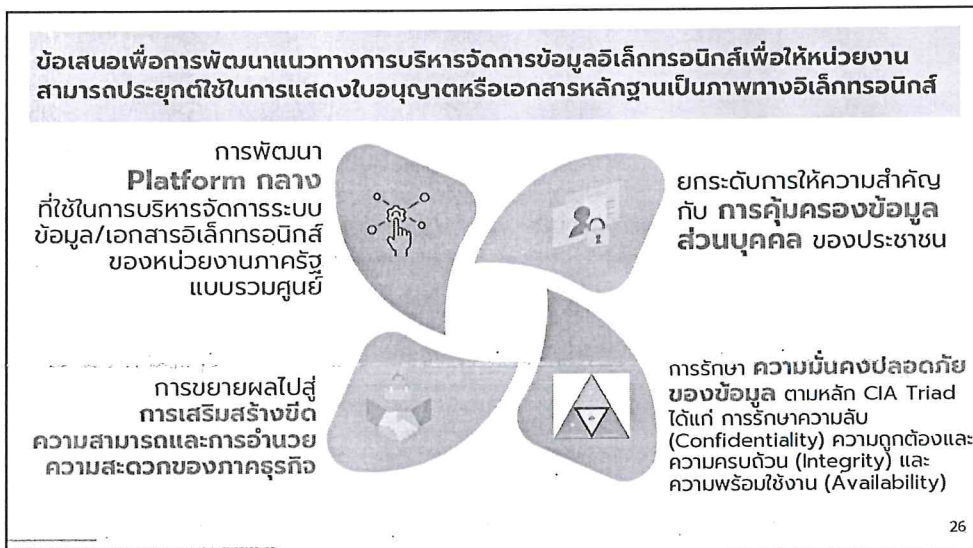 ข้อเสนอเพื่อการพัฒนาแนวทางการบริหารจัดการข้อมูลอิเล็กทรอนิกส์เพื่อให้หน่วยงาน
สามารถประยุกต์ใช้ในการแสดงใบอนุญาตหรือเอกสารหลักฐานเป็นภาพทางอิเล็กทรอนิกส์
การพัฒนา
Platform กลาง
ที่ใช้ในการบริหารจัดการระบบ
ข้อมูล/เอกสารอิเล็กทรอนิกส์
ของหน่วยงานภาครัฐ
แบบรวมศูนย์
ยกระดับการให้ความสำคัญ
กับ การคุ้มครองข้อมูล
ส่วนบุคคล ของประชาชน
การขยายผลไปสู่
การเสริมสร้างขีด
ความสามารถและการอำนวย
ความสะดวกของภาคธุรกิจ
การรักษา ความมั่นคงปลอดภัย
ของข้อมูล ตามหลัก CIA Triad
ได้แก่ การรักษาความลับ
(Confidentiality) ความถูกต้องและ
ความครบถ้วน (Integrity) และ
ความพร้อมใช้งาน (Availability)
26